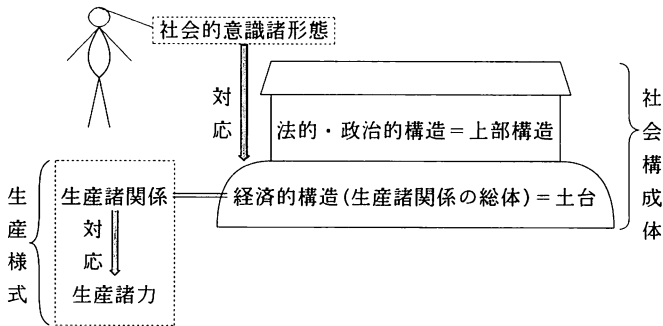 社会的意識諸形態
対応
法的・政治的構造＝上部構造
社会構成体
生産諸関係
経済的構造(生産諸関係の総体)＝土台
対応
生産諸力
生産様式